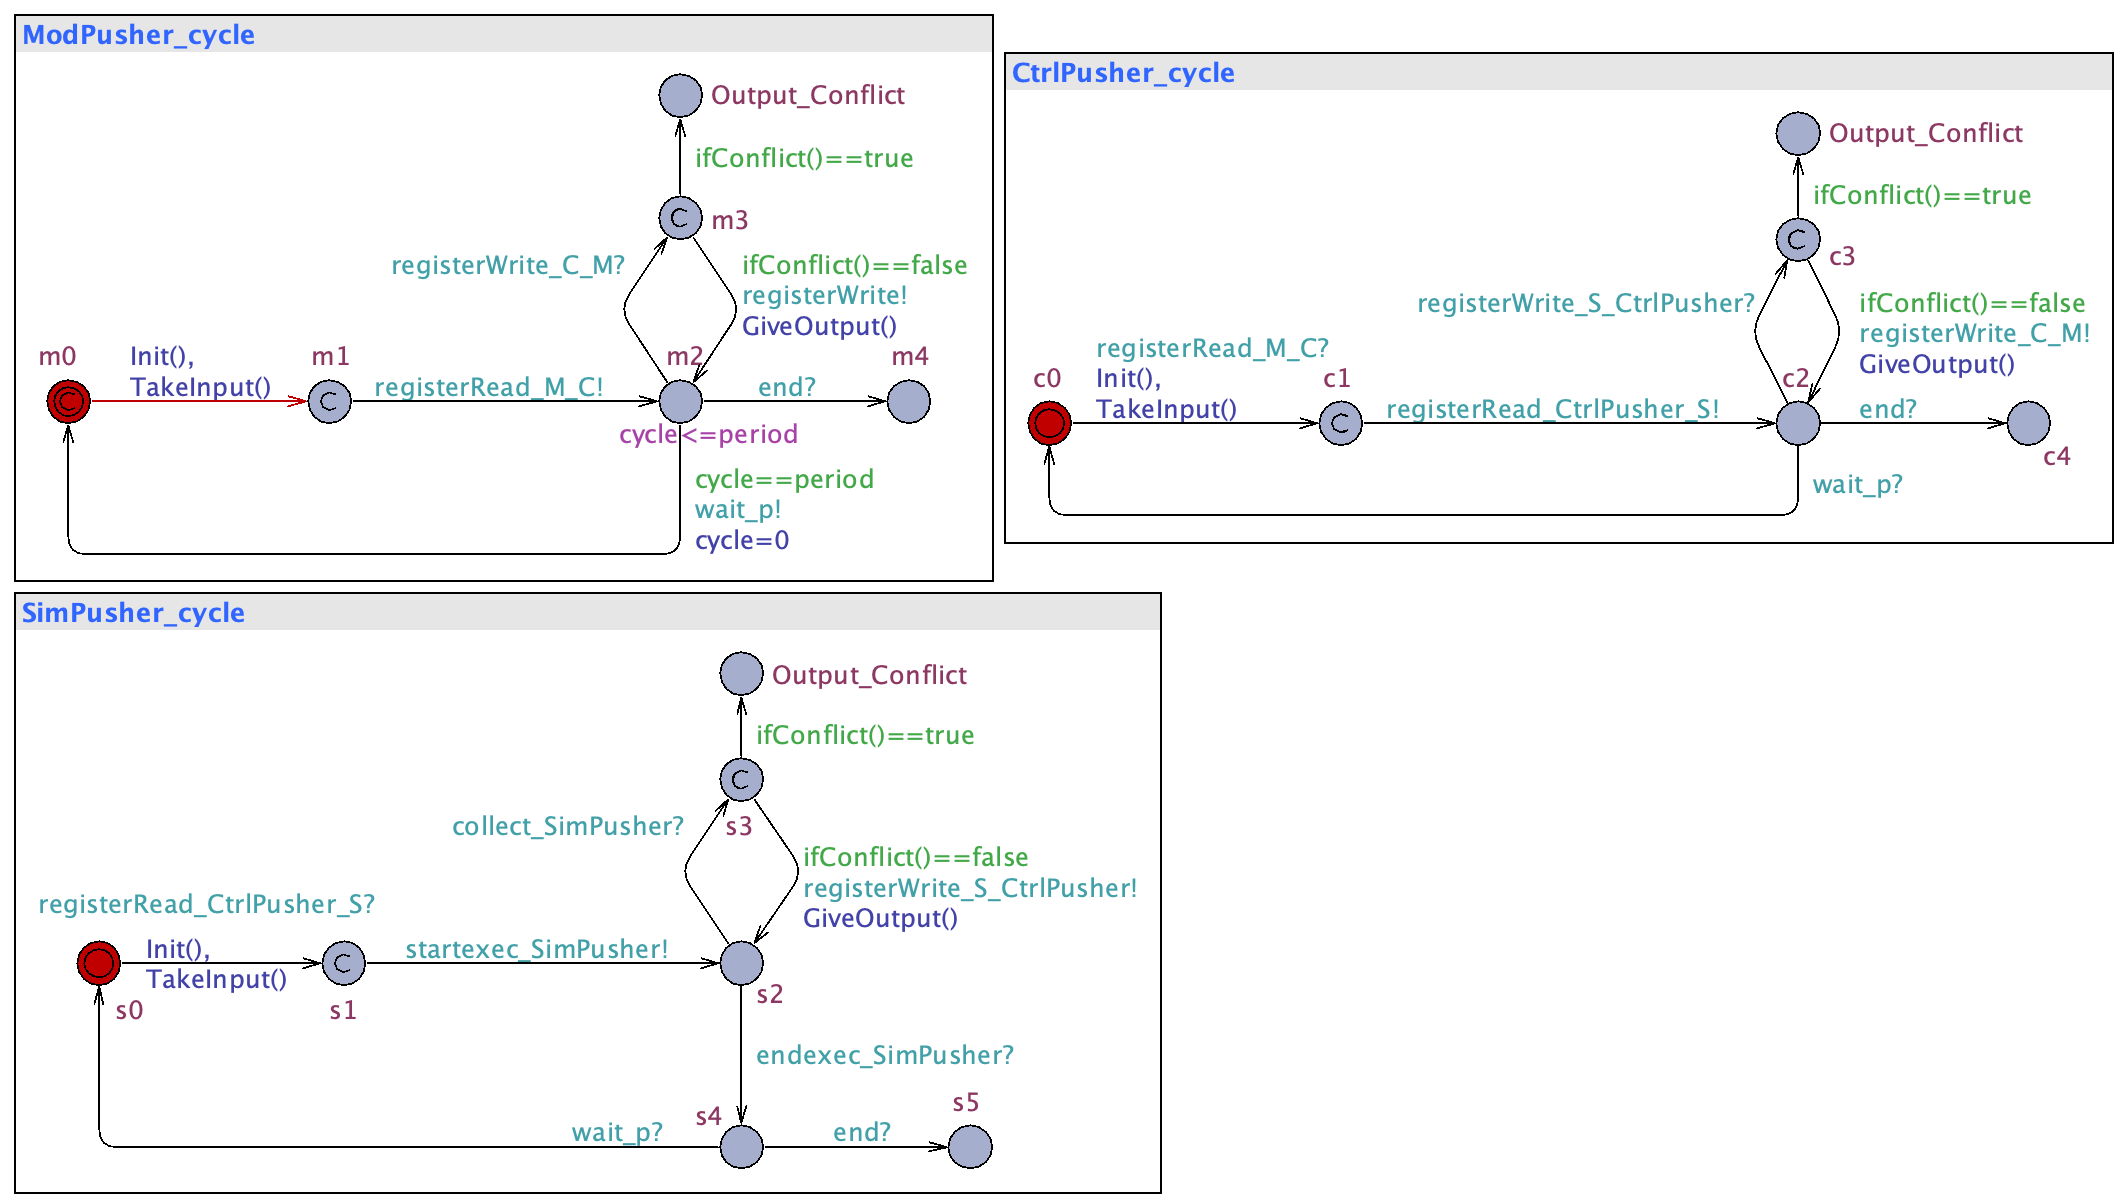 ModPusher_cycle
Output_Conflict
ifConflict()==true
C
m3
registerWrite_C_M?
ifConflict()==false
registerWrite!
GiveOutput()
m0
Init(),
TakeInput()
m1
registerRead_M_C!
m2
end?
m4
C
C
cycle<=period
cycle==period
wait_p!
cycle=0
CtrlPusher_cycle
Output_Conflict
ifConflict()==true
C
c3
registerWrite_S_CtrlPusher?
ifConflict()==false
registerWrite_C_M!
GiveOutput()
registerRead_M_C?
Init(),
TakeInput()
c0
c1
registerRead_CtrlPusher_S!
c2
end?
C
c4
wait_p?
SimPusher_cycle
Output_Conflict
ifConflict()==true
C
s3
collect_SimPusher?
ifConflict()==false
registerWrite_S_CtrlPusher!
GiveOutput()
registerRead_CtrlPusher_S?
Init(),
TakeInput()
startexec_SimPusher!
C
s0
s1
s2
endexec_SimPusher?
s4
s5
wait_p?
end?